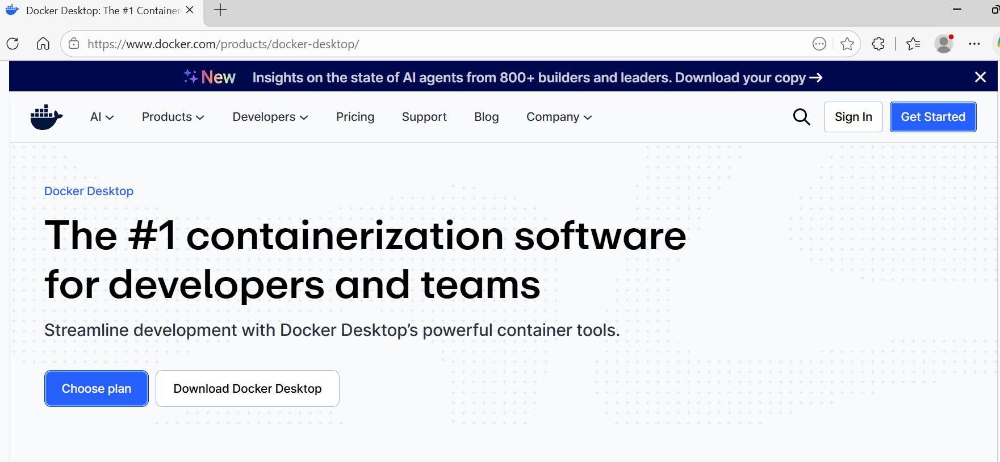 Docker Desktop: The #1 Container
https://www.docker.com/products/docker-desktop/
New Insights on the state of AI agents from 800+ builders and leaders. Download your copy →
AI Products Developers Pricing Support Blog Company Sign In Get Started
Docker Desktop
The #1 containerization software
for developers and teams
Streamline development with Docker Desktop’s powerful container tools.
Choose plan Download Docker Desktop